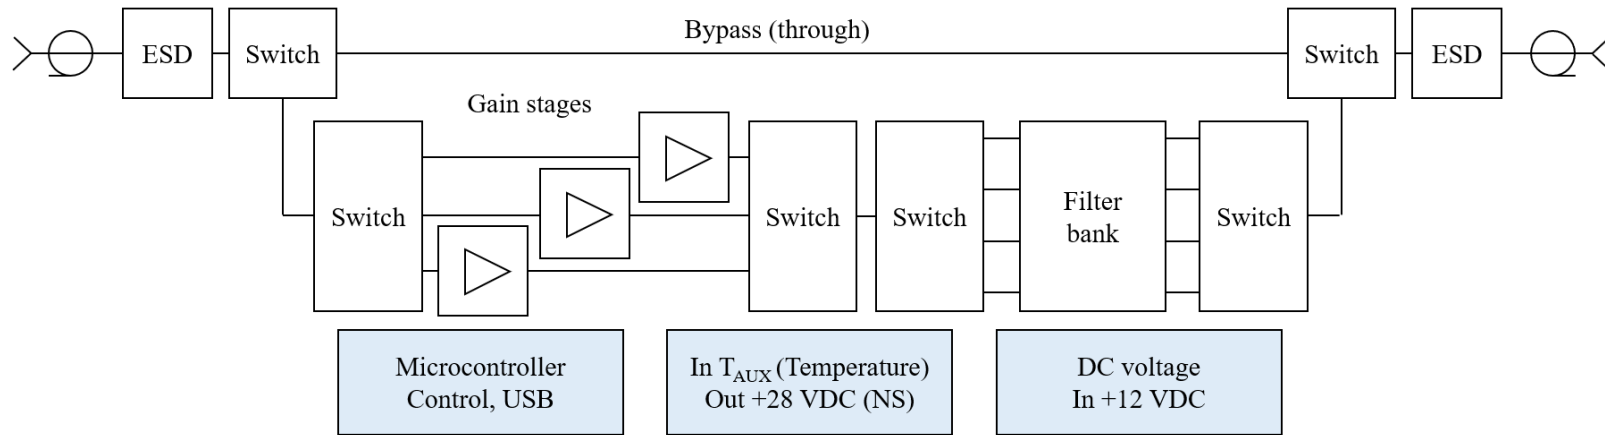 Bypass (through)
ESD
Switch
Switch
ESD
Gain stages
Switch
Switch
Switch
Filter
bank
Switch
Microcontroller
Control, USB
In TAUX (Temperature)
Out +28 VDC (NS)
DC voltage
In +12 VDC